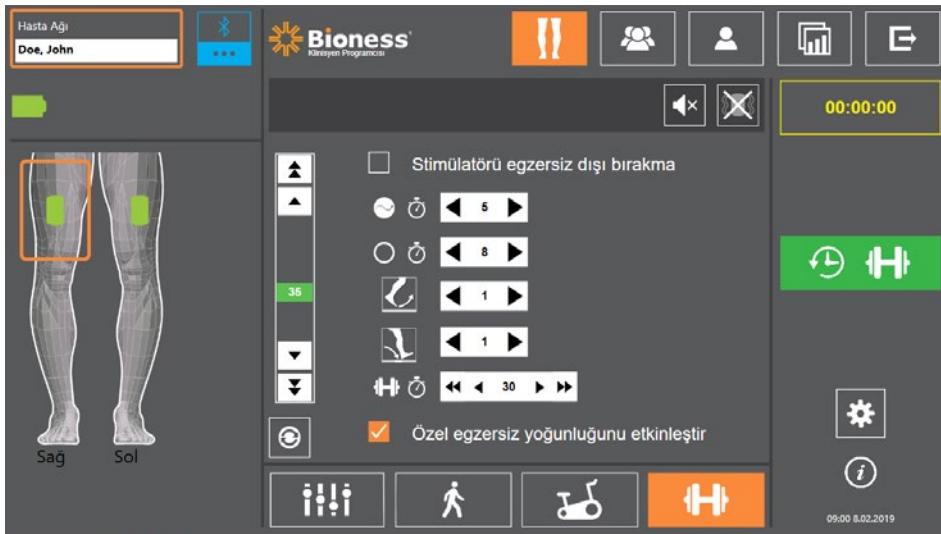 Hasta Ağı
Doe, John
Bioness
Klinisyen Programcısı
00:00:00
Stimülatörü egzersiz dışı bırakma
5
8
35
1
1
30
Özel egzersiz yoğunluğunu etkinleştir
Sağ
Sol
09:00 8.02.2019